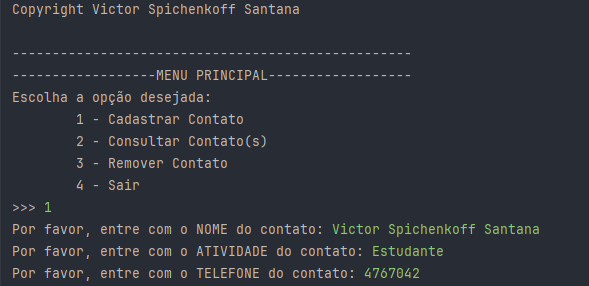 Copyright Victor Spichenkoff Santana
--------------------------------------------------
------------------MENU PRINCIPAL------------------
Escolha a opção desejada:
        1 - Cadastrar Contato
        2 - Consultar Contato(s)
        3 - Remover Contato
        4 - Sair
>>> 1
Por favor, entre com o NOME do contato: Victor Spichenkoff Santana
Por favor, entre com o ATIVIDADE do contato: Estudante
Por favor, entre com o TELEFONE do contato: 4767042